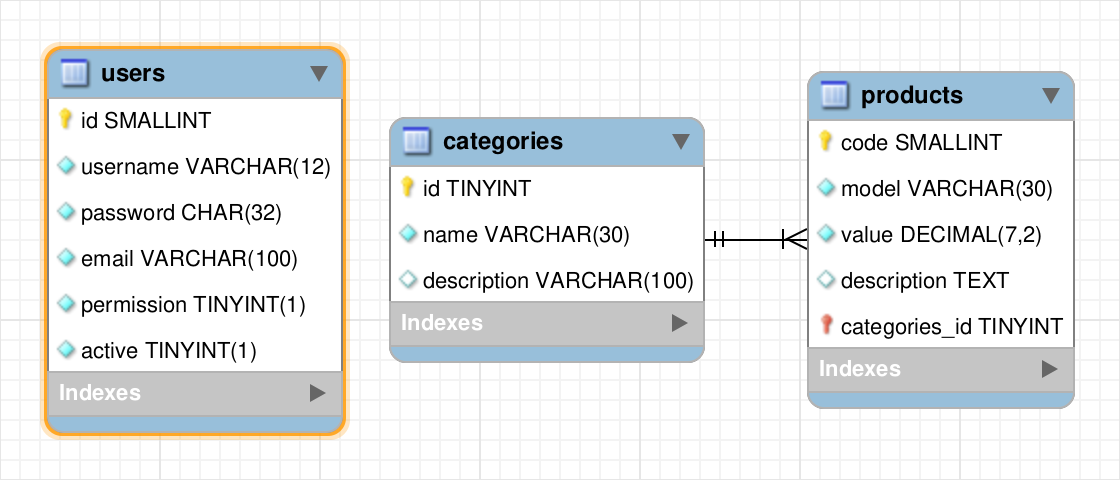 users
id SMALLINT
username VARCHAR(12)
password CHAR(32)
email VARCHAR(100)
permission TINYINT(1)
active TINYINT(1)
Indexes
categories
id TINYINT
name VARCHAR(30)
description VARCHAR(100)
Indexes
products
code SMALLINT
model VARCHAR(30)
value DECIMAL(7,2)
description TEXT
categories_id TINYINT
Indexes